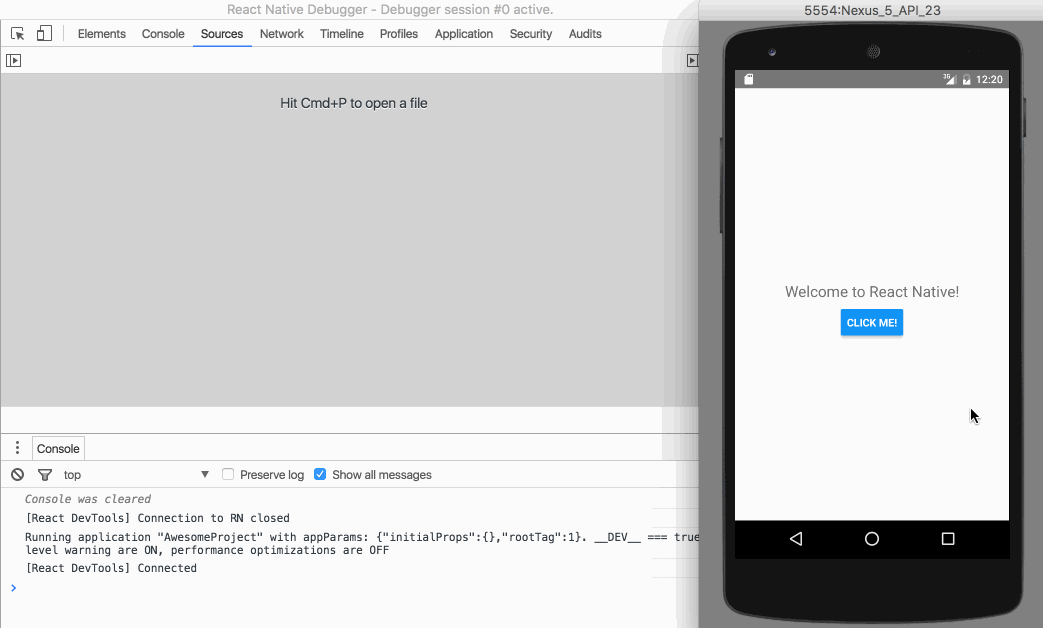 React Native Debugger - Debugger session #0 active.
5554:Nexus_5_API_23
Elements Console Sources Network Timeline Profiles Application Security Audits
Hit Cmd+P to open a file
3G 12:20
Welcome to React Native!
CLICK ME!
Console
top Preserve log Show all messages
Console was cleared
[React DevTools] Connection to RN closed
Running application "AwesomeProject" with appParams: {"initialProps":{},"rootTag":1}. __DEV__ === true
level warning are ON, performance optimizations are OFF
[React DevTools] Connected